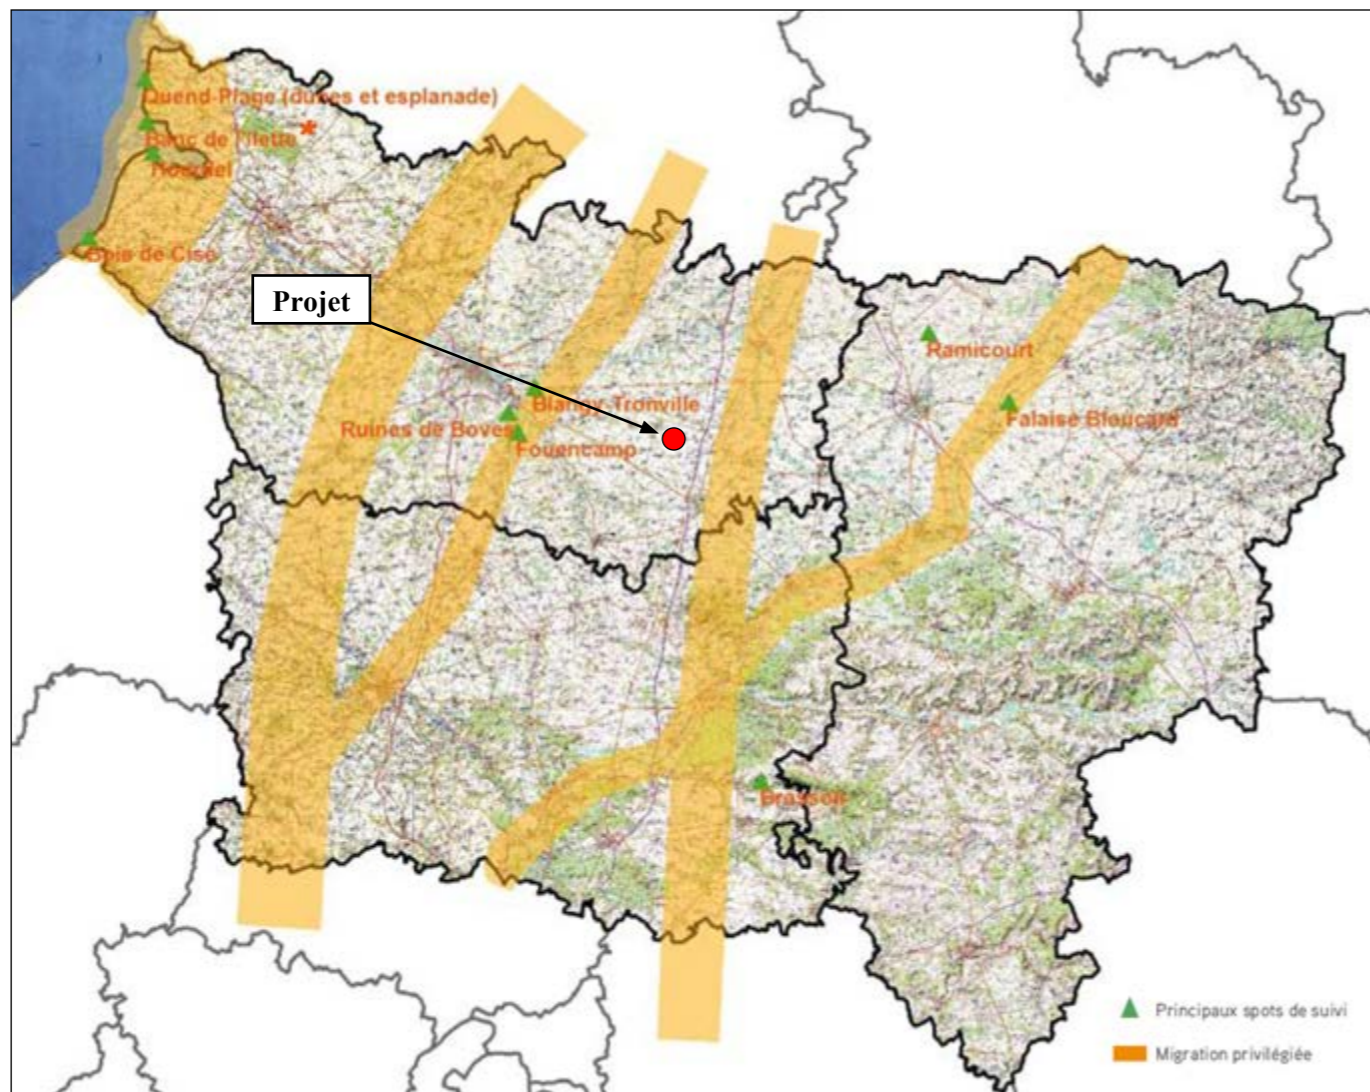 Quend-Plage (dunes et esplanade)
*
Banc de l'Ilette
Hourdel
Bois de Cise
Projet
Ramicourt
Blangy-Tronville
Falaise Bloucard
Ruines de Boves
Fouencamp
Brassoir
Principaux spots de suivi
Migration privilégiée